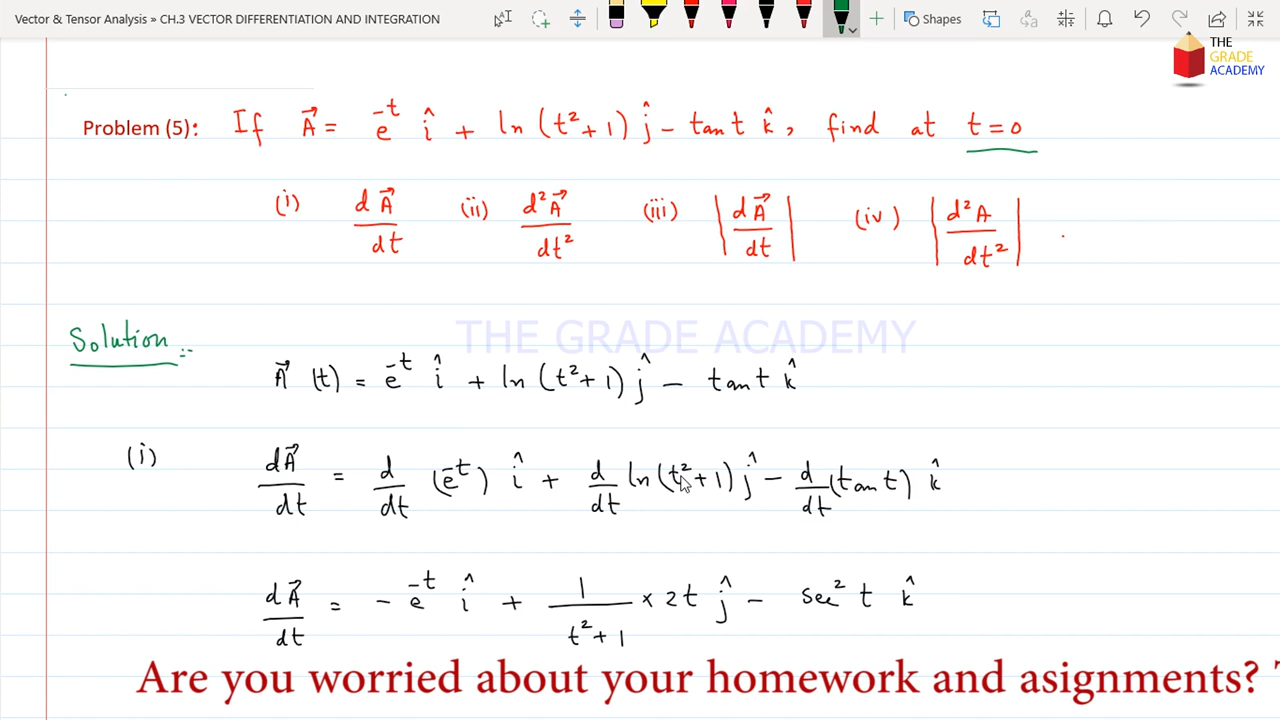 Vector & Tensor Analysis » CH.3 VECTOR DIFFERENTIATION AND INTEGRATION
Shapes
THE
GRADE
ACADEMY
Problem (5): If A⃗ = e^{-t} î + ln (t²+1) ĵ − tan t k̂, find at t=0
(i) dA⃗/dt (ii) d²A⃗/dt² (iii) |dA⃗/dt| (iv) |d²A/dt²|.
THE GRADE ACADEMY
Solution :-
A⃗ (t) = e^{-t} î + ln (t²+1) ĵ − tan t k̂
(i) dA⃗/dt = d/dt (e^{-t}) î + d/dt ln (t²+1) ĵ − d/dt (tan t) k̂
dA⃗/dt = − e^{-t} î + 1/(t²+1) × 2t ĵ − sec² t k̂
Are you worried about your homework and asignments?